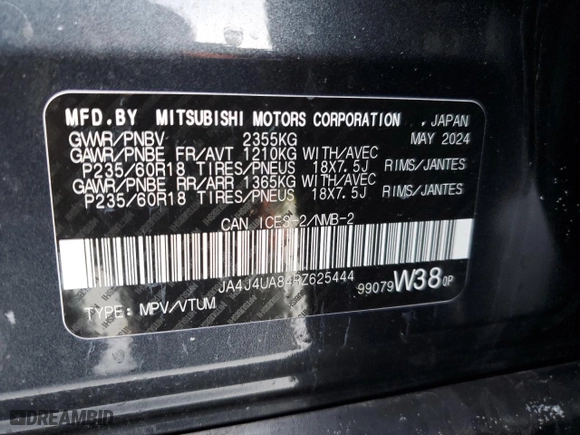 MFD.BY MITSUBISHI MOTORS CORPORATION, JAPAN
GVWR/PNBV 2355KG MAY 2024
GAWR/PNBE FR/AVT 1210KG WITH/AVEC
P235/60R18 TIRES/PNEUS 18X7.5J RIMS/JANTES
GAWR/PNBE RR/ARR 1365KG WITH/AVEC
P235/60R18 TIRES/PNEUS 18X7.5J RIMS/JANTES
CAN ICES-2/NMB-2
JA4J4UA84RZ625444
99079 W38 0P
TYPE: MPV/VTUM
DREAMBID